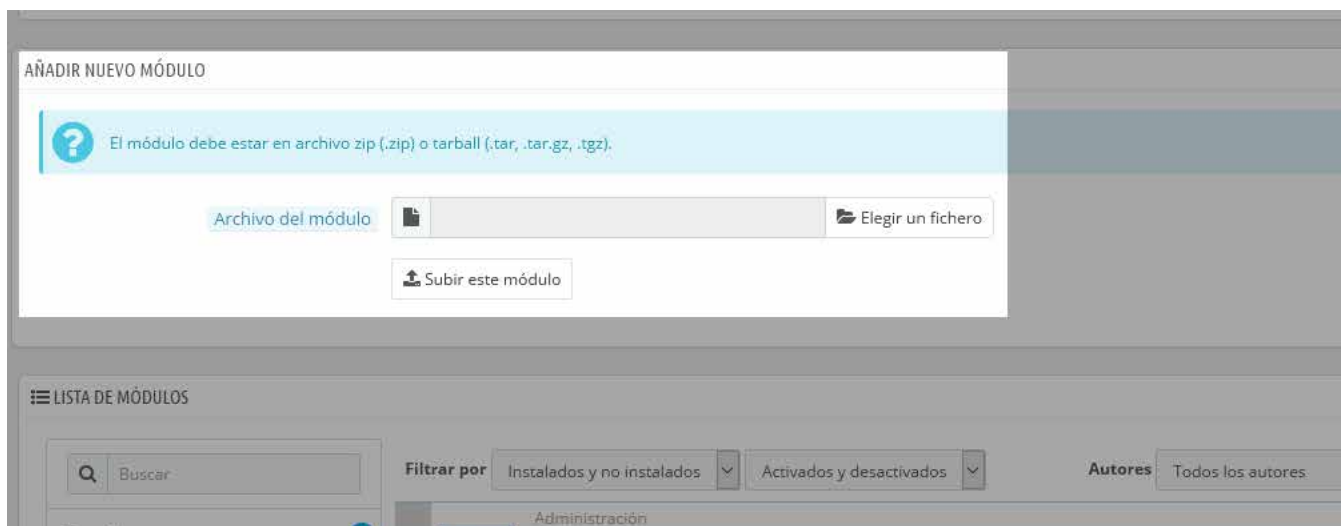 AÑADIR NUEVO MÓDULO
El módulo debe estar en archivo zip (.zip) o tarball (.tar, .tar.gz, .tgz).
Archivo del módulo
Elegir un fichero
Subir este módulo
LISTA DE MÓDULOS
Buscar
Filtrar por
Instalados y no instalados
Activados y desactivados
Autores
Todos los autores
Administración